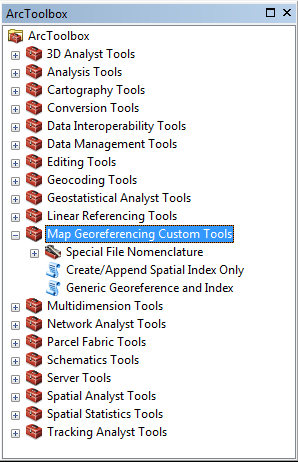 ArcToolbox
ArcToolbox
3D Analyst Tools
Analysis Tools
Cartography Tools
Conversion Tools
Data Interoperability Tools
Data Management Tools
Editing Tools
Geocoding Tools
Geostatistical Analyst Tools
Linear Referencing Tools
Map Georeferencing Custom Tools
Special File Nomenclature
Create/Append Spatial Index Only
Generic Georeference and Index
Multidimension Tools
Network Analyst Tools
Parcel Fabric Tools
Schematics Tools
Server Tools
Spatial Analyst Tools
Spatial Statistics Tools
Tracking Analyst Tools